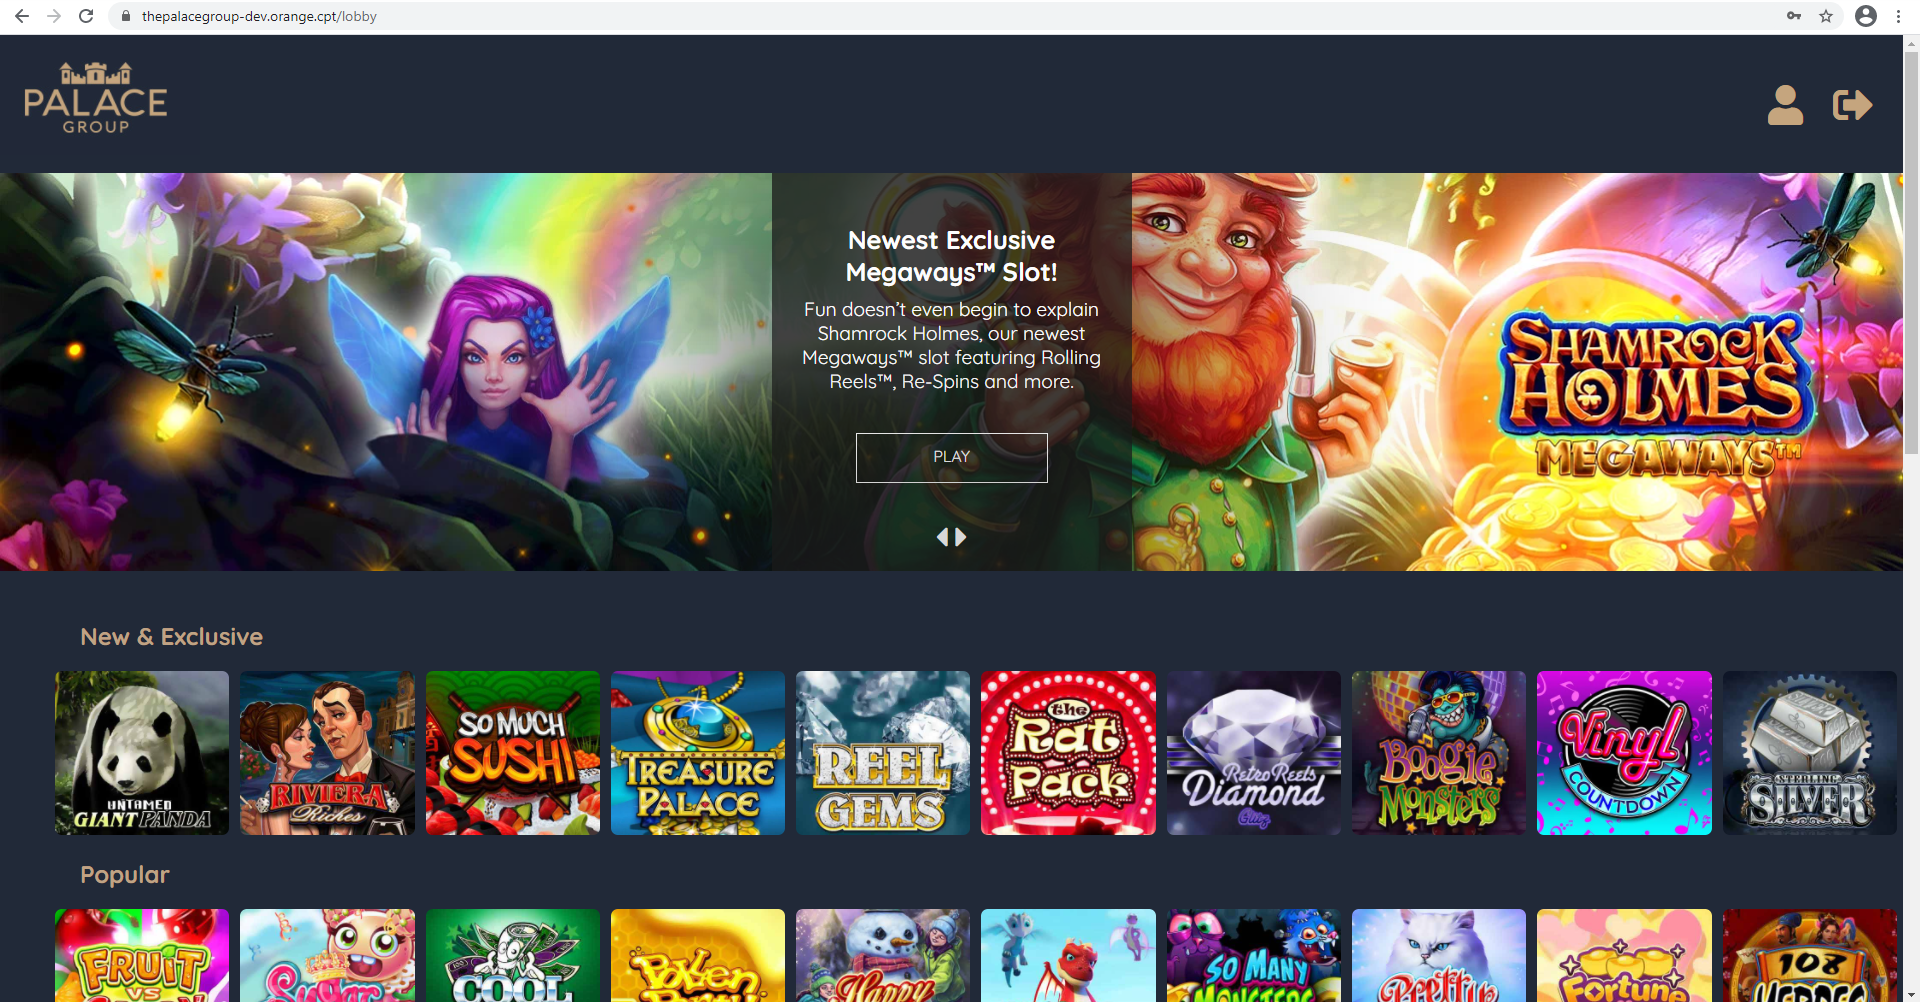 thepalacegroup-dev.orange.cpt/lobby
PALACE
GROUP
Newest Exclusive
Megaways™ Slot!
Fun doesn't even begin to explain
Shamrock Holmes, our newest
Megaways™ slot featuring Rolling
Reels™, Re-Spins and more.
PLAY
SHAMROCK
HOLMES
MEGAWAYS™
New & Exclusive
UNTAMED
GIANT PANDA
RIVIERA
Riches
SO MUCH
SUSHI
TREASURE
PALACE
REEL
GEMS
the
Rat
Pack
Retro Reels
Diamond
Glitz
Boogie
Monsters
Vinyl
COUNTDOWN
STERLING
SILVER
Popular
FRUIT
VS
Sugar
COOL
Pollen
Happy
SO MANY
MONSTERS
Pretty
Fortune
108
HEROES